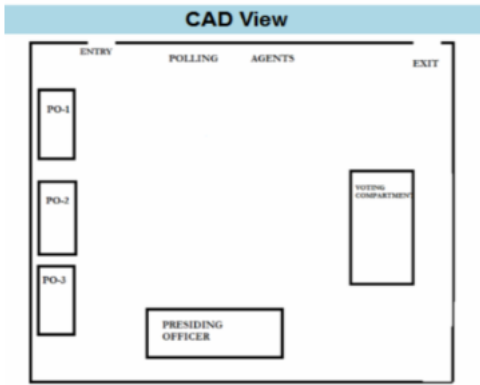 CAD View
ENTRY
POLLING AGENTS
EXIT
PO-1
PO-2
VOTING
COMPARTMENT
PO-3
PRESIDING
OFFICER